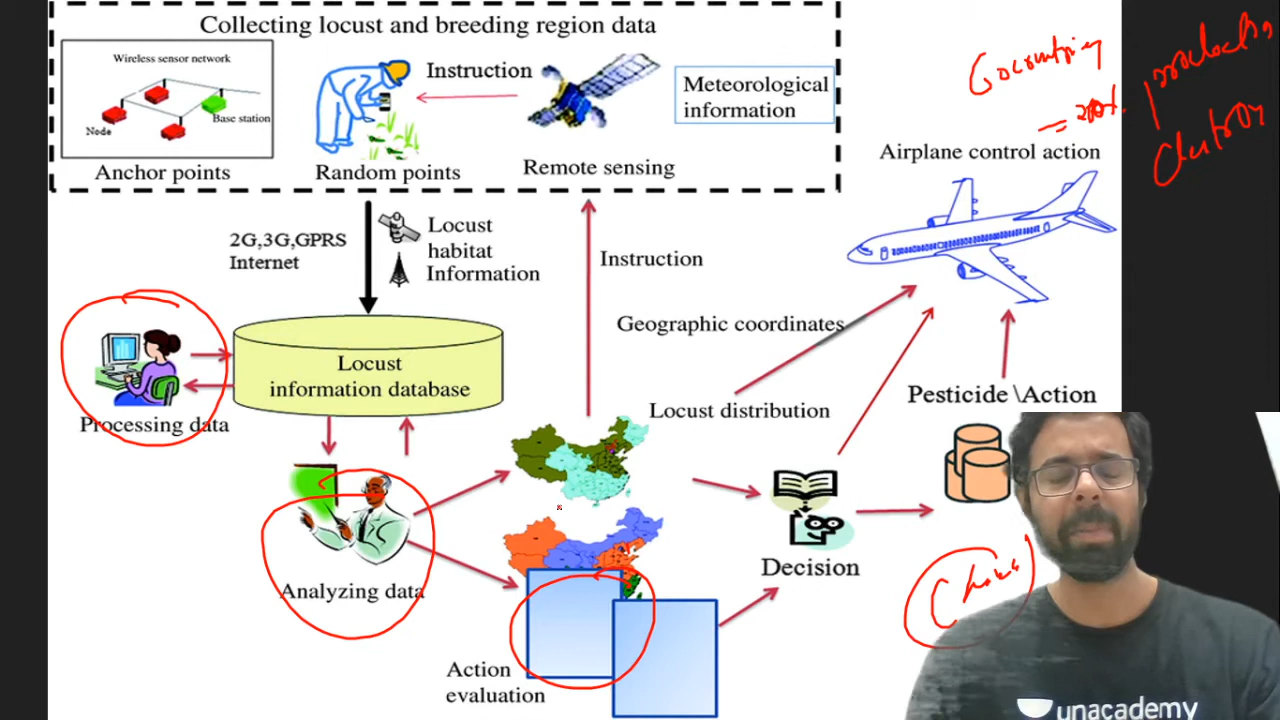 Collecting locust and breeding region data
Wireless sensor network
Node
Base station
Anchor points
Instruction
Random points
Remote sensing
Meteorological
information
Airplane control action
2G,3G,GPRS
Internet
Locust
habitat
Information
Instruction
Geographic coordinates
Locust
information database
Processing data
Locust distribution
Pesticide \Action
Analyzing data
Decision
Action
evaluation
China
unacademy